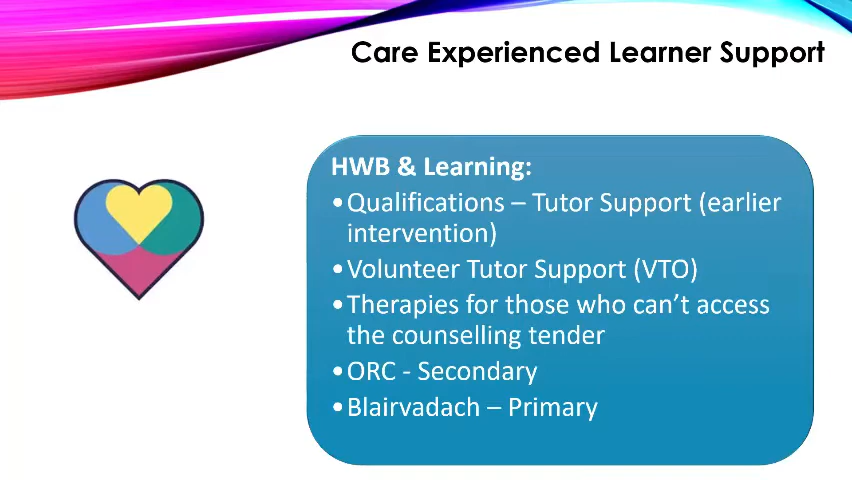 Care Experienced Learner Support
HWB & Learning:
•Qualifications – Tutor Support (earlier
intervention)
•Volunteer Tutor Support (VTO)
•Therapies for those who can’t access
the counselling tender
•ORC - Secondary
•Blairvadach – Primary